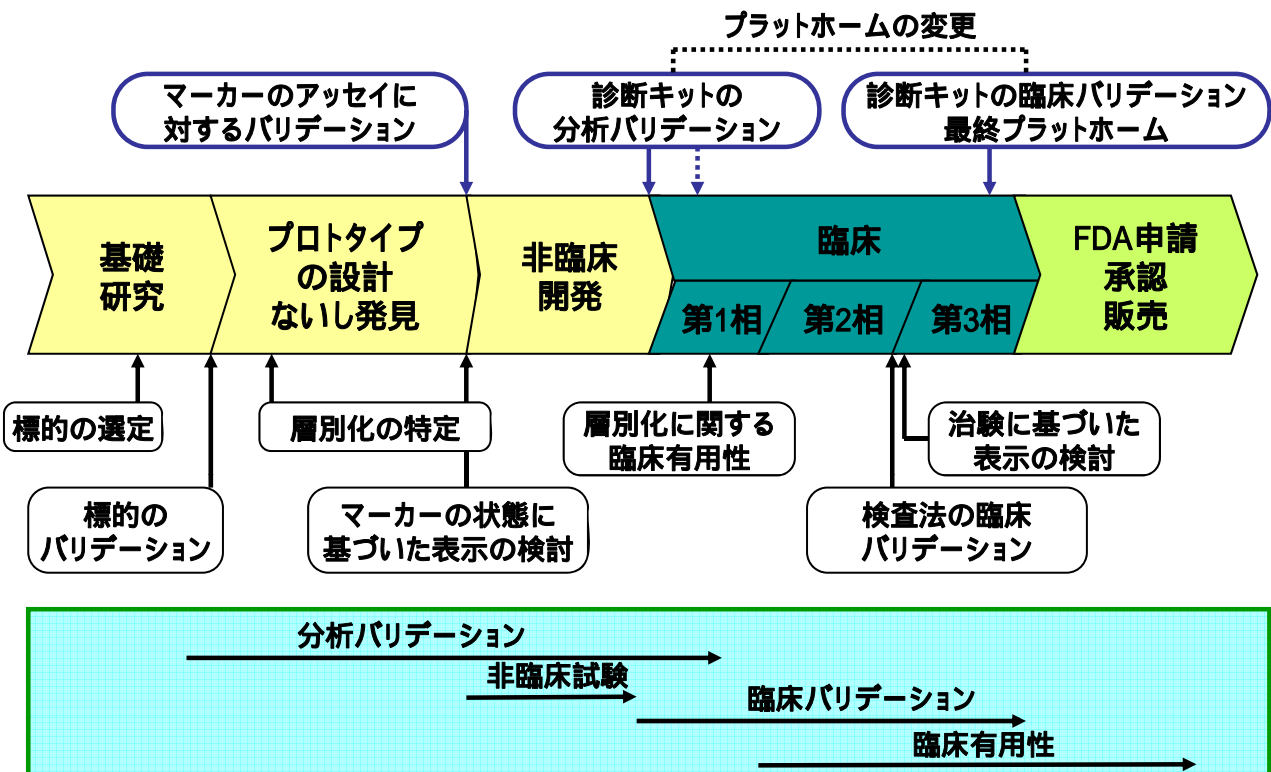 プラットホームの変更
マーカーのアッセイに
対するバリデーション
診断キットの
分析バリデーション
診断キットの臨床バリデーション
最終プラットホーム
基礎
研究
プロトタイプ
の設計
ないし発見
非臨床
開発
臨床
第1相
第2相
第3相
FDA申請
承認
販売
標的の選定
層別化の特定
層別化に関する
臨床有用性
治験に基づいた
表示の検討
標的の
バリデーション
マーカーの状態に
基づいた表示の検討
検査法の臨床
バリデーション
分析バリデーション
非臨床試験
臨床バリデーション
臨床有用性